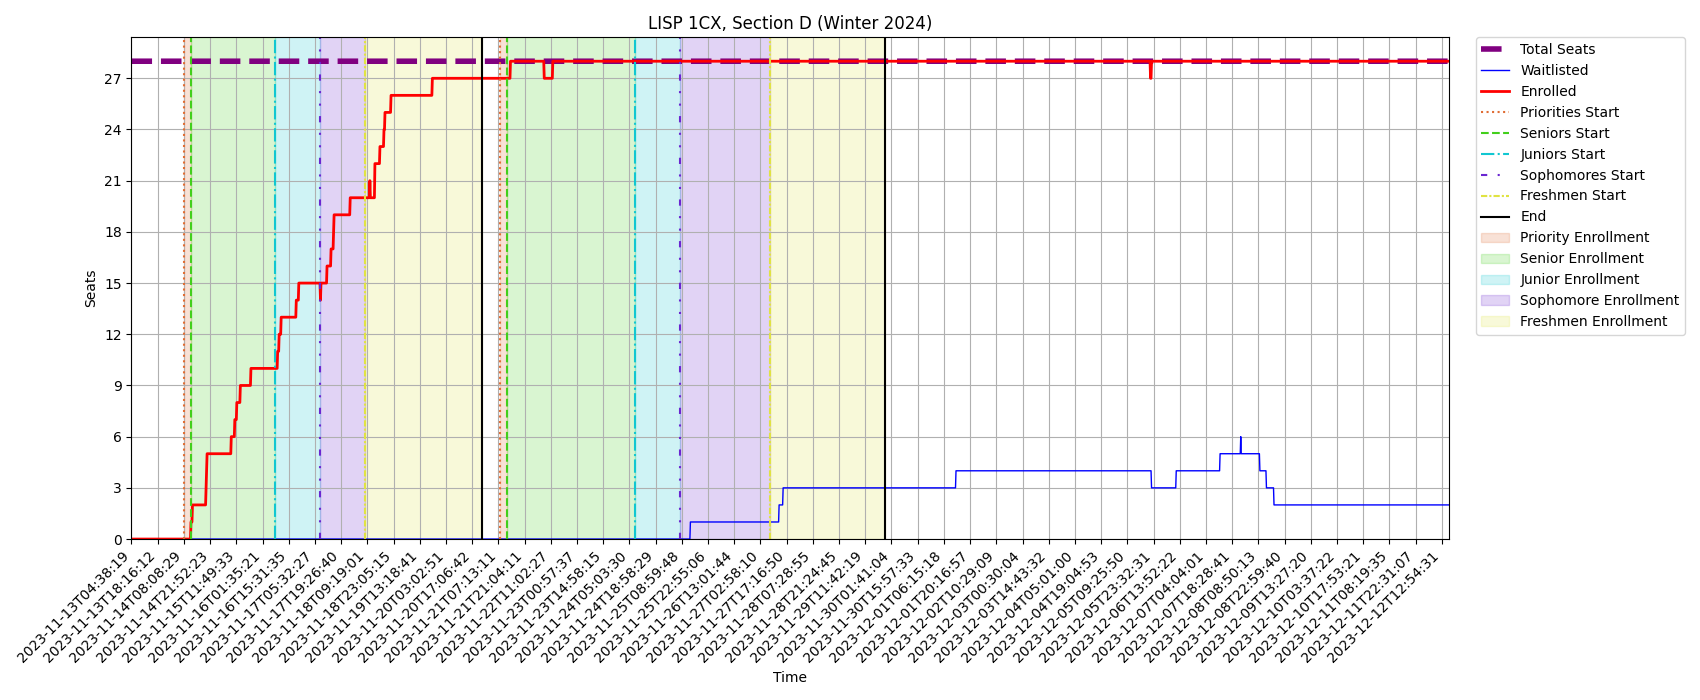 LISP 1CX, Section D (Winter 2024)
Total Seats
Waitlisted
Enrolled
Priorities Start
Seniors Start
Juniors Start
Sophomores Start
Freshmen Start
End
Priority Enrollment
Senior Enrollment
Junior Enrollment
Sophomore Enrollment
Freshmen Enrollment
Seats
27
24
21
18
15
12
9
6
3
0
2023-11-13T04:38:19
2023-11-13T18:16:12
2023-11-14T08:08:29
2023-11-14T21:52:23
2023-11-15T11:49:33
2023-11-16T01:35:21
2023-11-16T15:31:35
2023-11-17T05:32:27
2023-11-17T19:26:40
2023-11-18T09:19:01
2023-11-18T23:05:15
2023-11-19T13:18:41
2023-11-20T03:02:51
2023-11-20T17:06:42
2023-11-21T07:13:11
2023-11-21T21:04:11
2023-11-22T11:02:27
2023-11-23T00:57:37
2023-11-23T14:58:15
2023-11-24T05:03:30
2023-11-24T18:58:29
2023-11-25T08:59:48
2023-11-25T22:55:06
2023-11-26T13:01:44
2023-11-27T02:58:10
2023-11-27T17:16:50
2023-11-28T07:28:55
2023-11-28T21:24:45
2023-11-29T11:42:19
2023-11-30T01:41:04
2023-11-30T15:57:33
2023-12-01T06:15:18
2023-12-01T20:16:57
2023-12-02T10:29:09
2023-12-03T00:30:04
2023-12-03T14:43:32
2023-12-04T05:01:00
2023-12-04T19:04:53
2023-12-05T09:25:50
2023-12-05T23:32:31
2023-12-06T13:52:22
2023-12-07T04:04:01
2023-12-07T18:28:41
2023-12-08T08:50:13
2023-12-08T22:59:40
2023-12-09T13:27:20
2023-12-10T03:37:22
2023-12-10T17:53:21
2023-12-11T08:19:35
2023-12-11T22:31:07
2023-12-12T12:54:31
Time